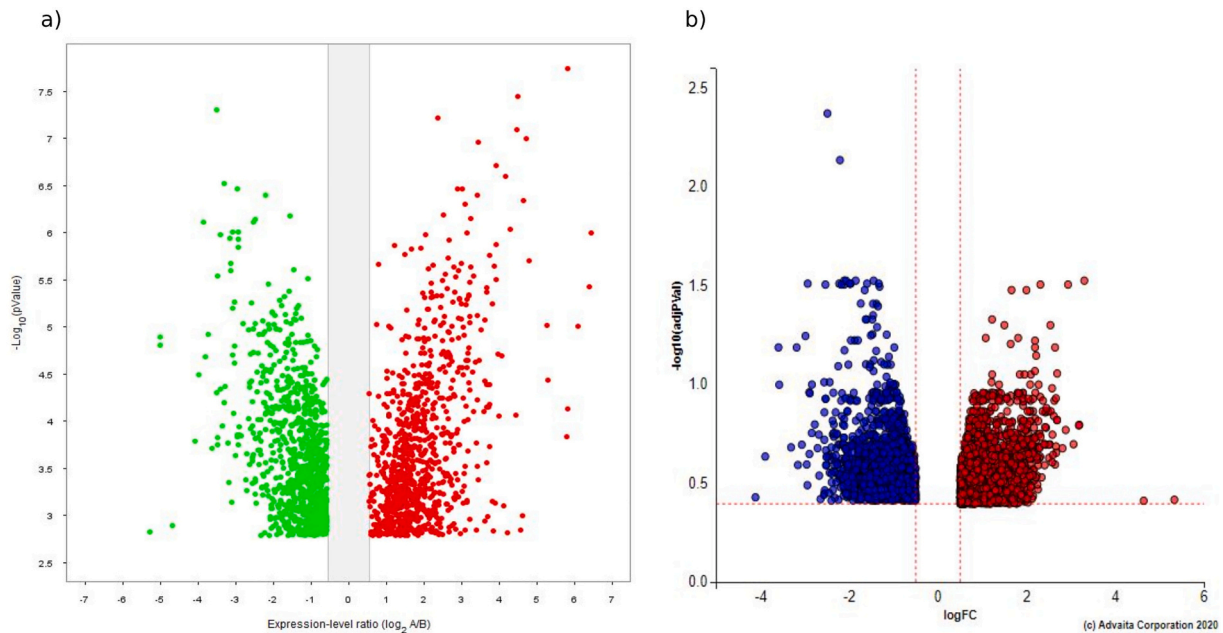 a)
7.5
7
6.5
6
5.5
5
4.5
4
3.5
3
2.5
-Log10(pValue)
-7 -6 -5 -4 -3 -2 -1 0 1 2 3 4 5 6 7
Expression-level ratio (log2 A/B)
b)
2.5
2.0
1.5
1.0
0.5
0.0
-log10(adjPVal)
-4 -2 0 2 4 6
logFC
(c) Advaita Corporation 2020